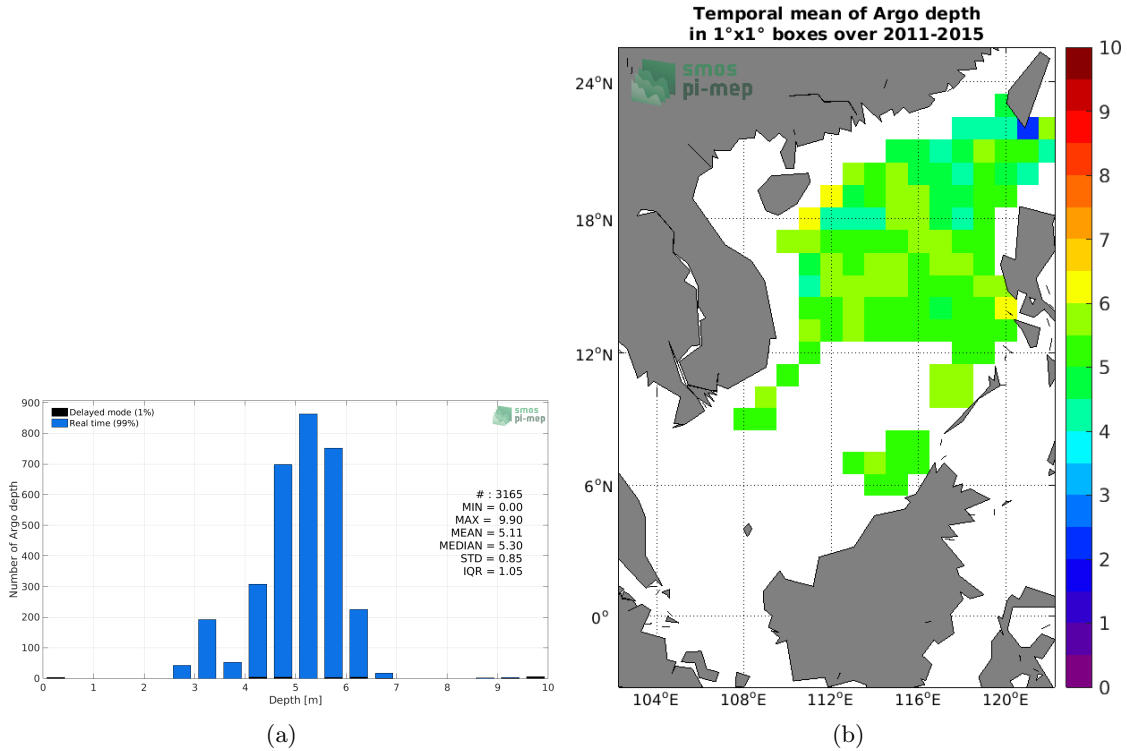 900
800
700
600
500
400
300
200
100
0
Number of Argo depth
Delayed mode (1%)
Real time (99%)
smos
pi-mep
# : 3165
MIN = 0.00
MAX = 9.90
MEAN = 5.11
MEDIAN = 5.30
STD = 0.85
IQR = 1.05
0 1 2 3 4 5 6 7 8 9 10
Depth [m]
(a)
Temporal mean of Argo depth
in 1°x1° boxes over 2011-2015
smos
pi-mep
24°N
18°N
12°N
6°N
0°
104°E 108°E 112°E 116°E 120°E
10
9
8
7
6
5
4
3
2
1
0
(b)